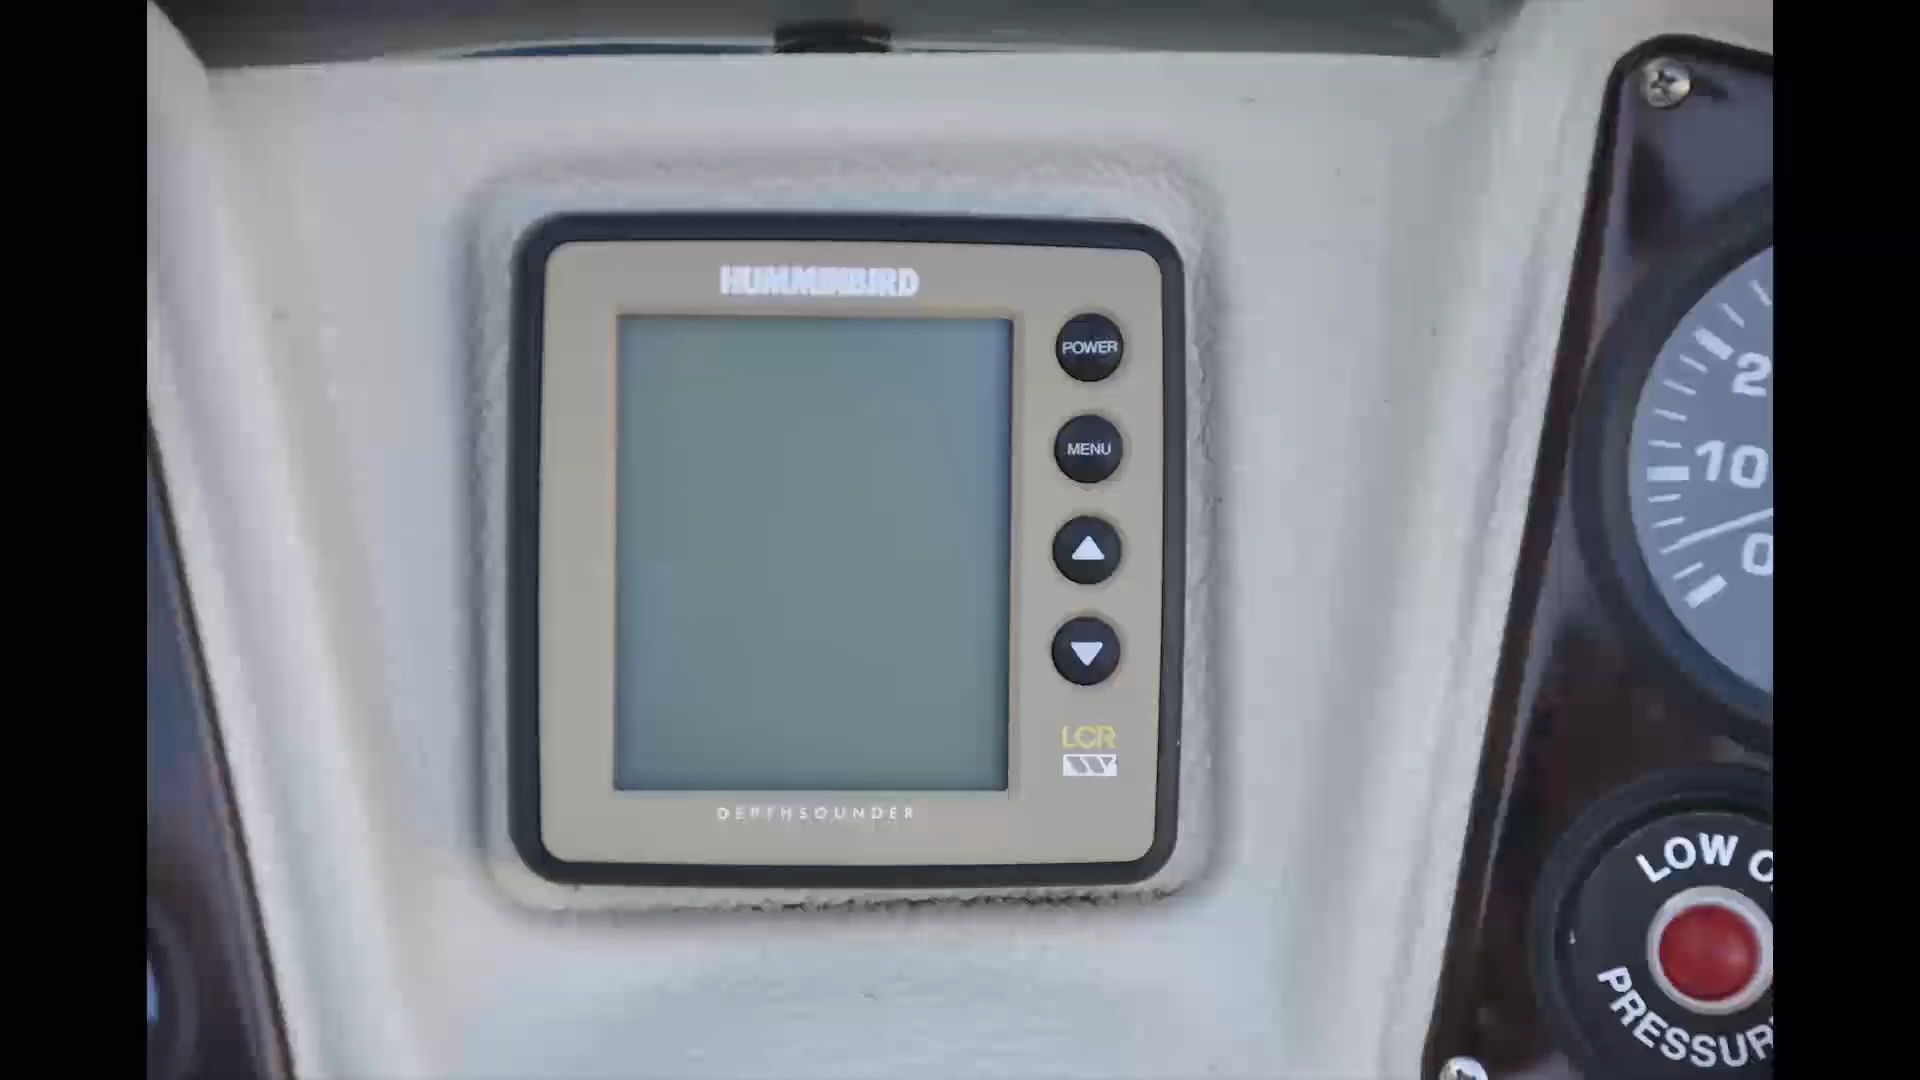 HUMMINBIRD
POWER
MENU
LCR
DEPTHSOUNDER
2
10
0
LOW O
PRESSUR